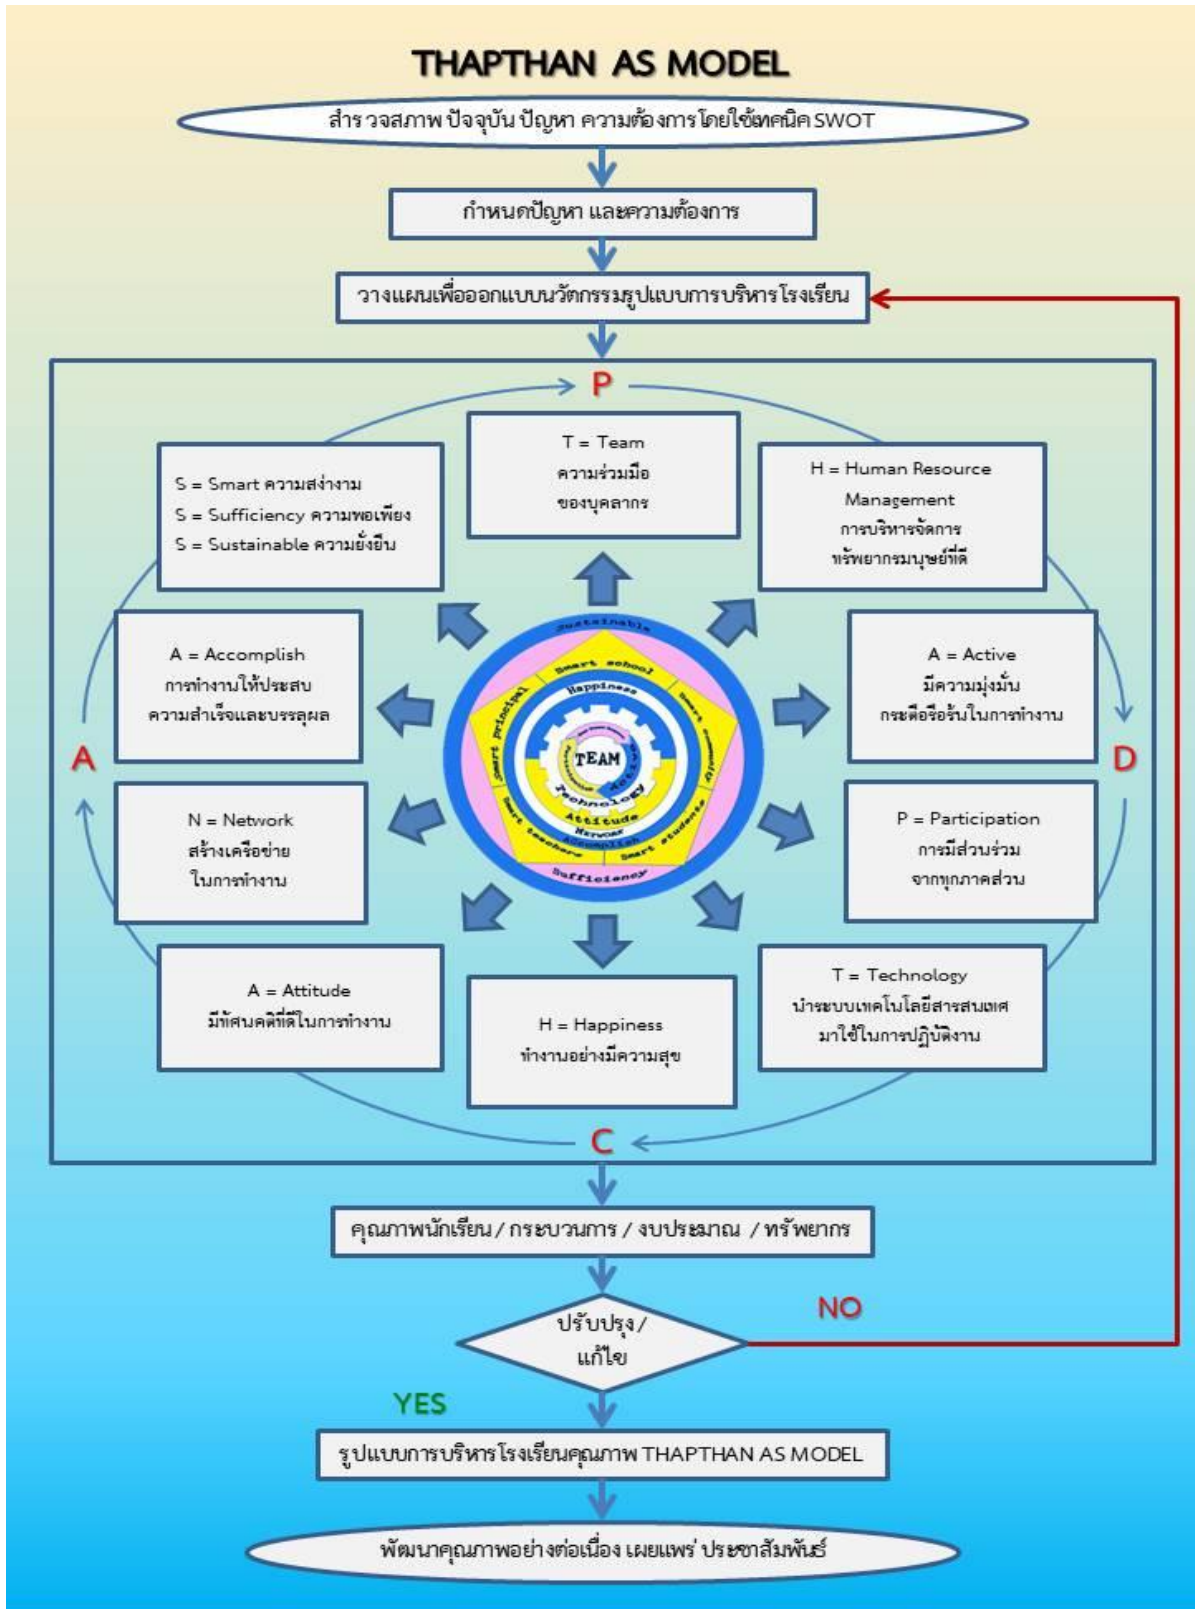 THAPTHAN AS MODEL
สำรวจสภาพ ปัจจุบัน ปัญหา ความต้องการโดยใช้เทคนิค SWOT
กำหนดปัญหา และความต้องการ
วางแผนเพื่อออกแบบนวัตกรรมรูปแบบการบริหารโรงเรียน
P
T = Team
ความร่วมมือ
ของบุคลากร
H = Human Resource
Management
การบริหารจัดการ
ทรัพยากรมนุษย์ที่ดี
A = Active
มีความมุ่งมั่น
กระตือรือร้นในการทำงาน
D
P = Participation
การมีส่วนร่วม
จากทุกภาคส่วน
T = Technology
นำระบบเทคโนโลยีสารสนเทศ
มาใช้ในการปฏิบัติงาน
H = Happiness
ทำงานอย่างมีความสุข
C
A = Attitude
มีทัศนคติที่ดีในการทำงาน
N = Network
สร้างเครือข่าย
ในการทำงาน
A
A = Accomplish
การทำงานให้ประสบ
ความสำเร็จและบรรลุผล
S = Smart ความสง่างาม
S = Sufficiency ความพอเพียง
S = Sustainable ความยั่งยืน
Sustainable
Smart school
Smart principal
Smart community
Happiness
TEAM
Technology
Attitude
Network
Accomplish
Smart teachers
Smart students
Sufficiency
คุณภาพนักเรียน / กระบวนการ / งบประมาณ / ทรัพยากร
ปรับปรุง /
แก้ไข
NO
YES
รูปแบบการบริหารโรงเรียนคุณภาพ THAPTHAN AS MODEL
พัฒนาคุณภาพอย่างต่อเนื่อง เผยแพร่ ประชาสัมพันธ์